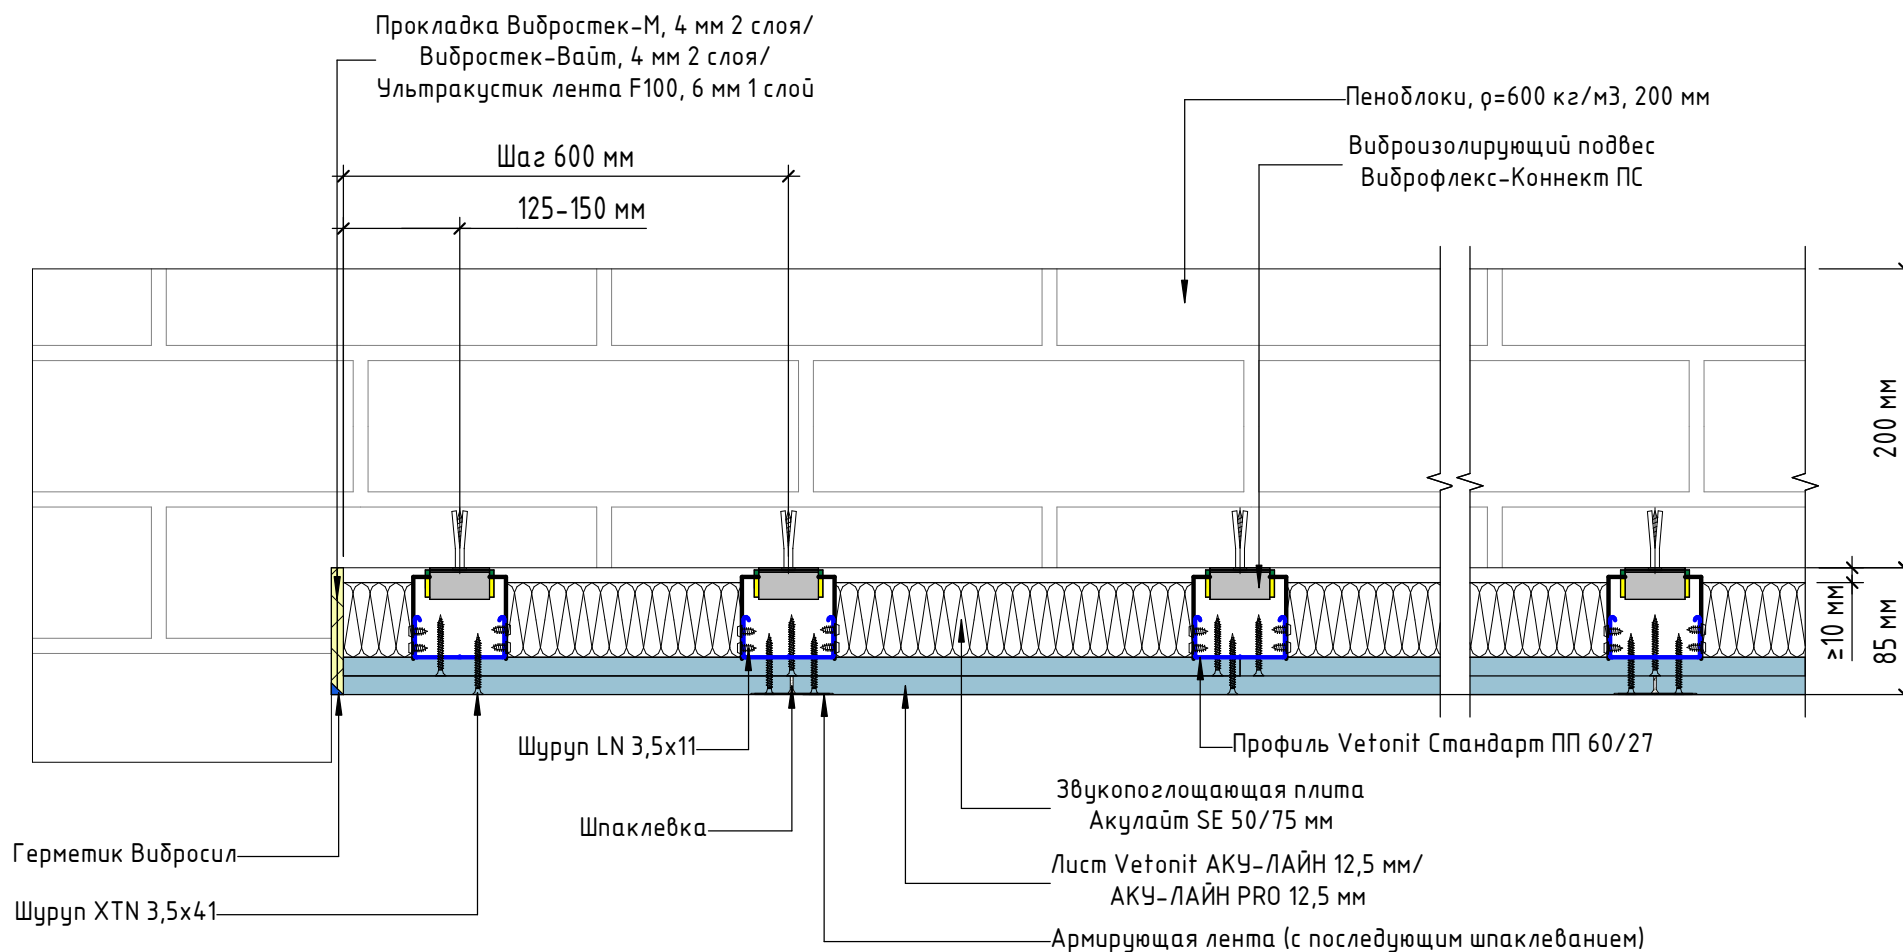 Прокладка Вибростек-М, 4 мм 2 слоя/
Вибростек-Вайт, 4 мм 2 слоя/
Ультракустик лента F100, 6 мм 1 слой
Пеноблоки, ρ=600 кг/м3, 200 мм
Виброизолирующий подвес
Виброфлекс-Коннект ПС
Шаг 600 мм
125-150 мм
200 мм
≥10 мм
85 мм
Шуруп LN 3,5х11
Профиль Vetonit Стандарт ПП 60/27
Звукопоглощающая плита
Акулайт SE 50/75 мм
Шпаклевка
Герметик Вибросил
Лист Vetonit АКУ-ЛАЙН 12,5 мм/
АКУ-ЛАЙН PRO 12,5 мм
Шуруп XTN 3,5х41
Армирующая лента (с последующим шпаклеванием)